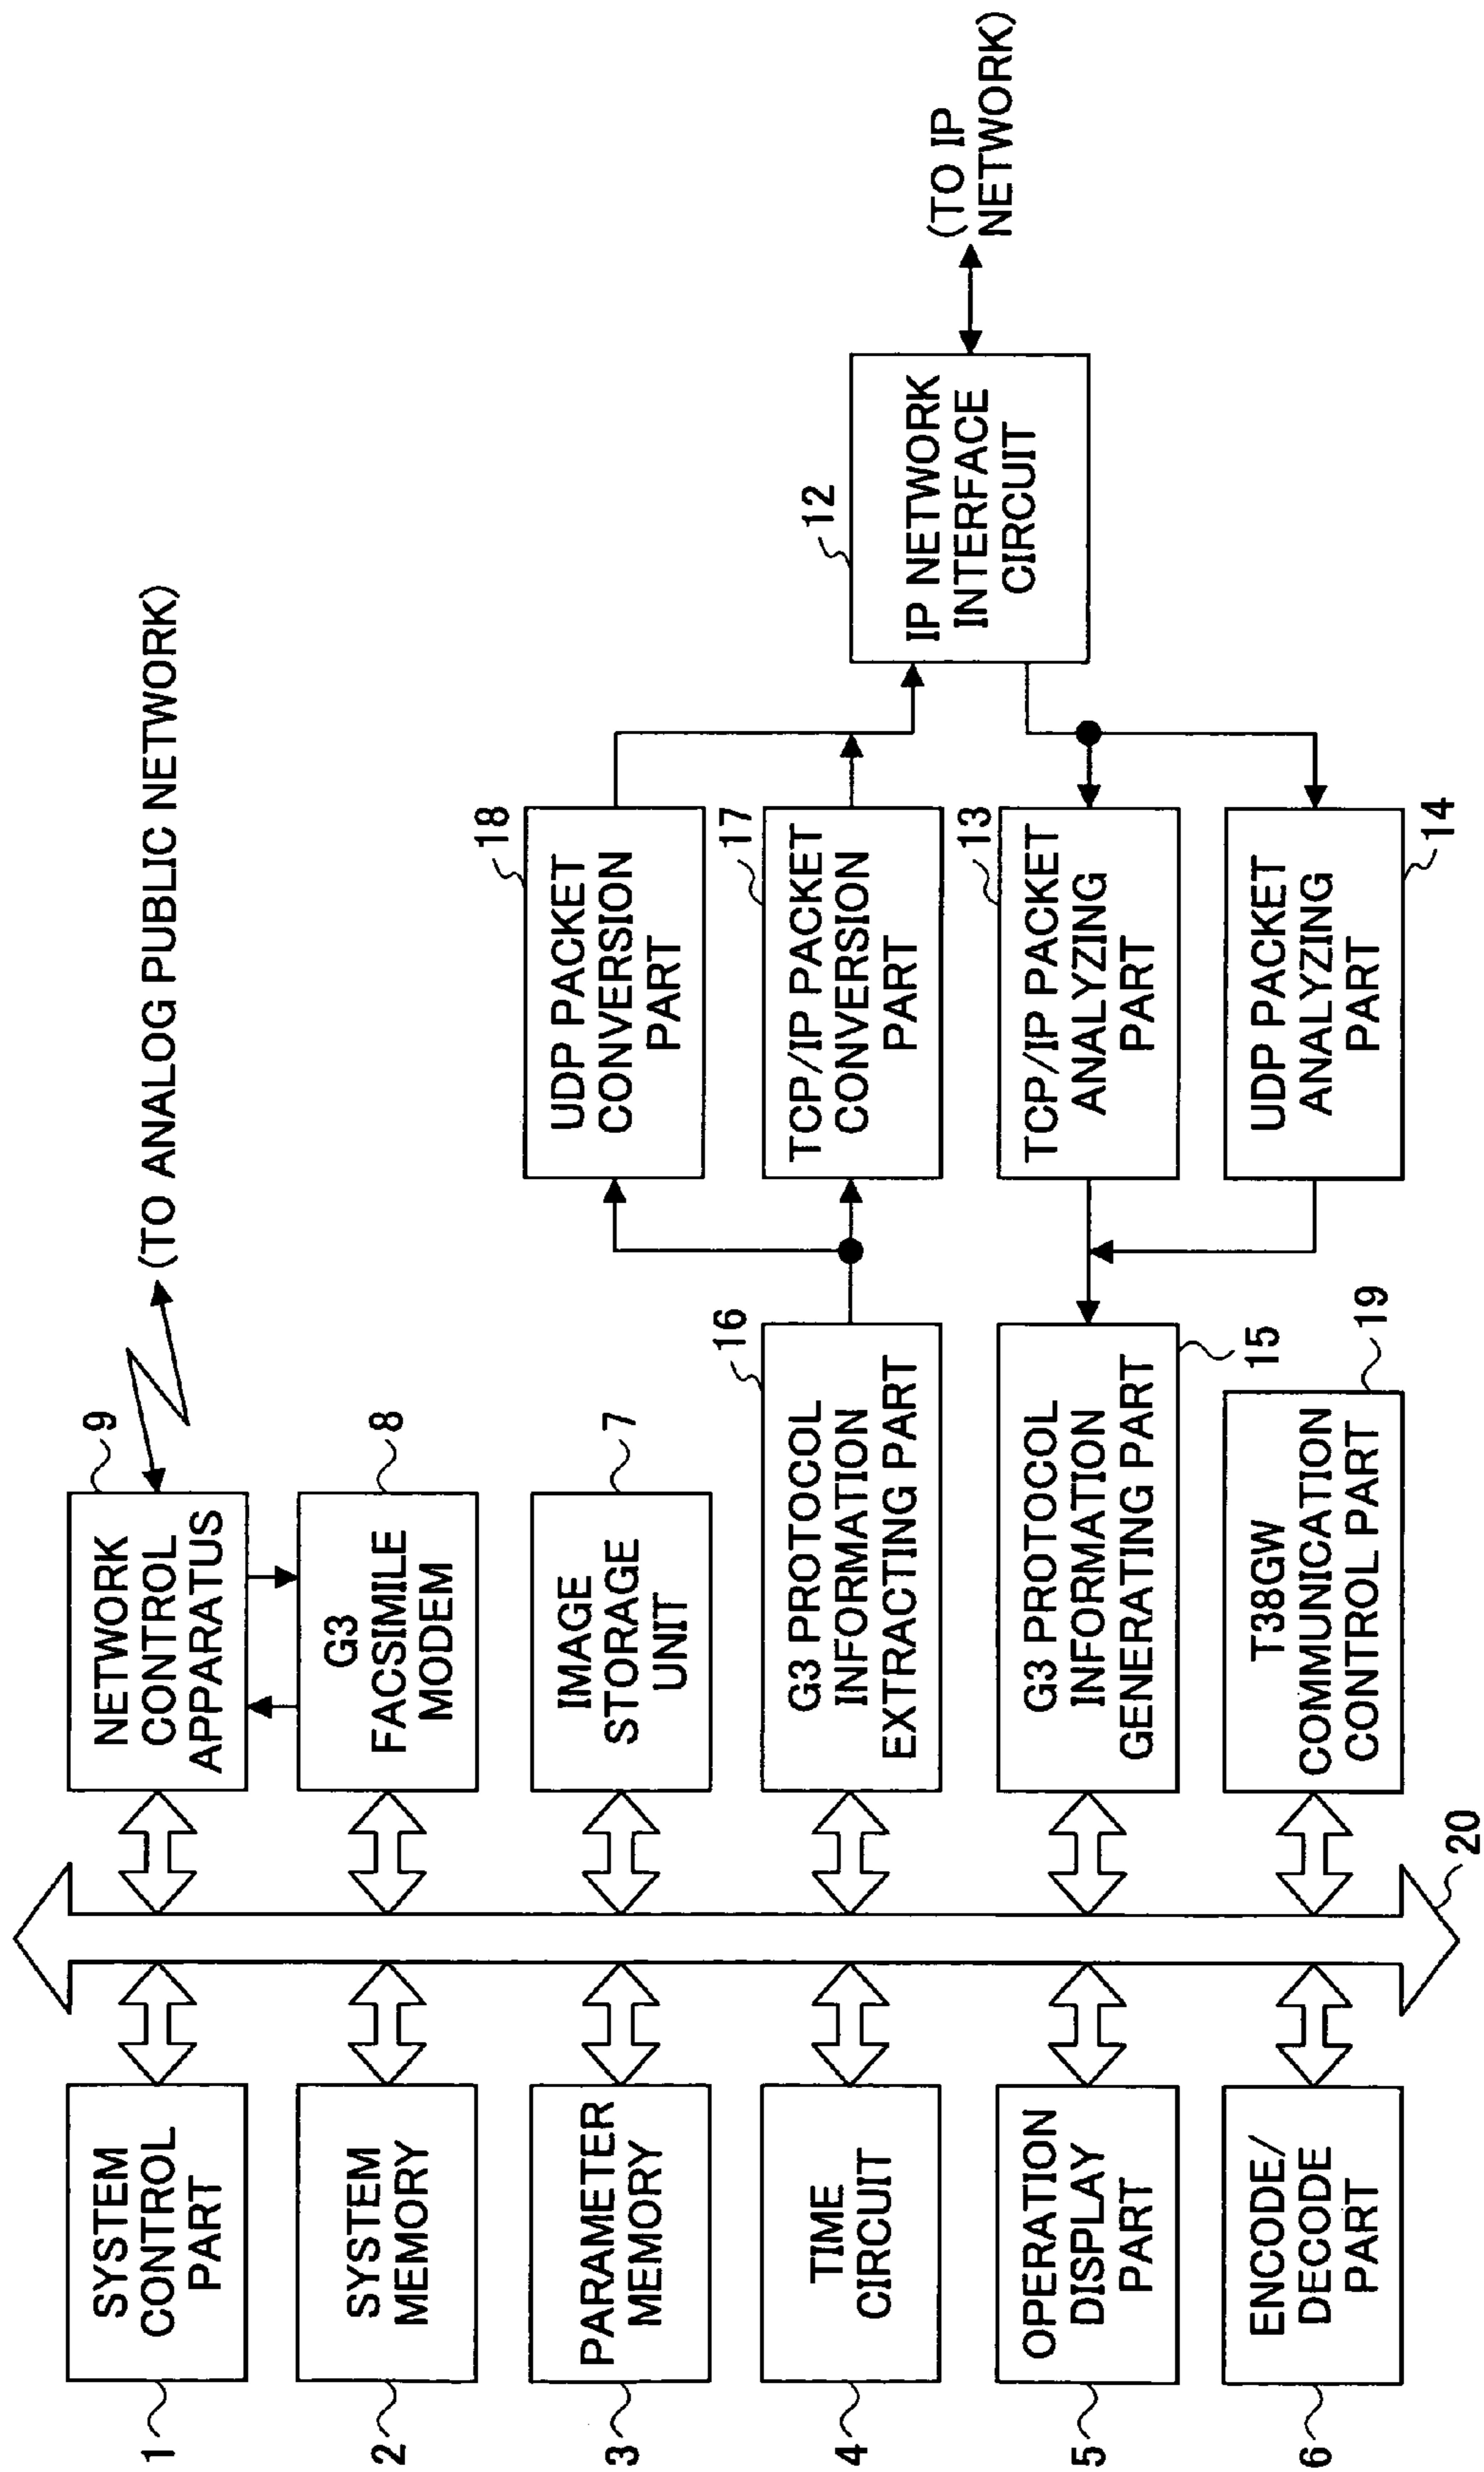 1
SYSTEM
CONTROL
PART
2
SYSTEM
MEMORY
3
PARAMETER
MEMORY
4
TIME
CIRCUIT
5
OPERATION
DISPLAY
PART
6
ENCODE/
DECODE
PART
20
9
NETWORK
CONTROL
APPARATUS
(TO ANALOG PUBLIC NETWORK)
8
G3
FACSIMILE
MODEM
7
IMAGE
STORAGE
UNIT
16
G3 PROTOCOL
INFORMATION
EXTRACTING PART
15
G3 PROTOCOL
INFORMATION
GENERATING PART
19
T38GW
COMMUNICATION
CONTROL PART
18
UDP PACKET
CONVERSION
PART
17
TCP/IP PACKET
CONVERSION
PART
13
TCP/IP PACKET
ANALYZING
PART
14
UDP PACKET
ANALYZING
PART
12
IP NETWORK
INTERFACE
CIRCUIT
(TO IP
NETWORK)